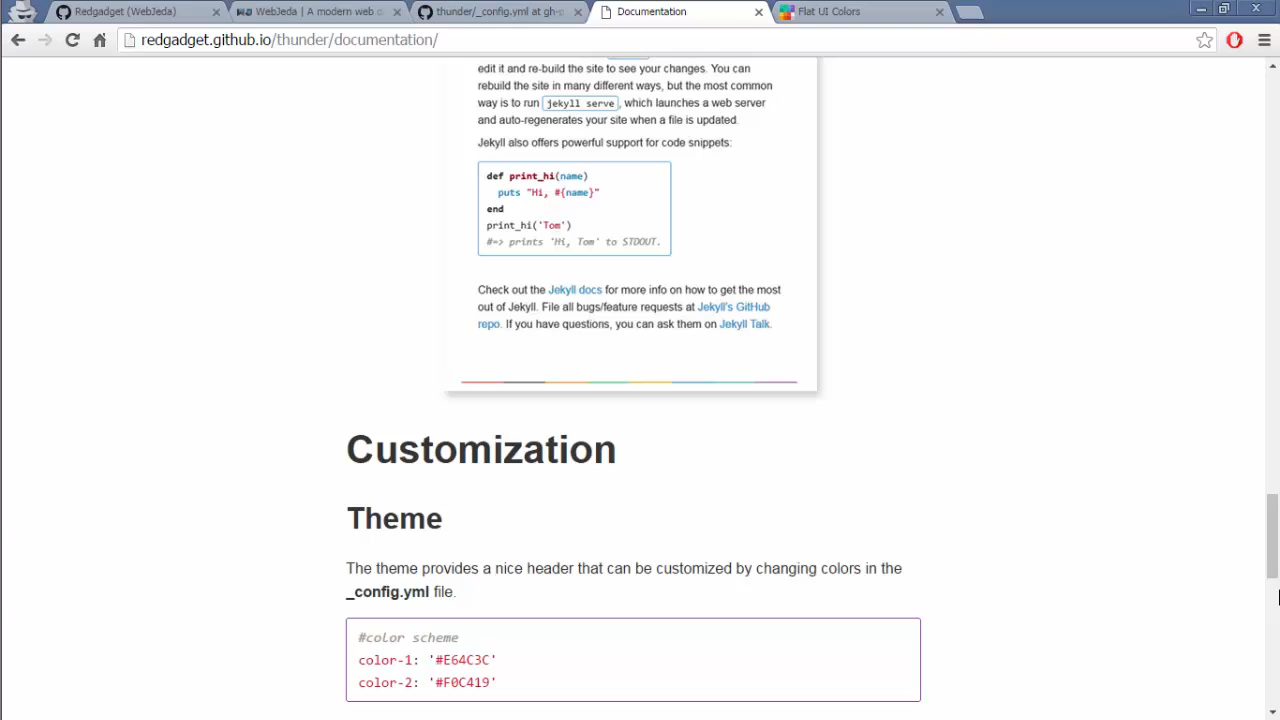 Redgadget (WebJeda)
WebJeda | A modern web d
thunder/_config.yml at gh-p
Documentation
Flat UI Colors
redgadget.github.io/thunder/documentation/
edit it and re-build the site to see your changes. You can
rebuild the site in many different ways, but the most common
way is to run jekyll serve, which launches a web server
and auto-regenerates your site when a file is updated.
Jekyll also offers powerful support for code snippets:
def print_hi(name)
puts "Hi, #{name}"
end
print_hi('Tom')
#=> prints 'Hi, Tom' to STDOUT.
Check out the Jekyll docs for more info on how to get the most
out of Jekyll. File all bugs/feature requests at Jekyll's GitHub
repo. If you have questions, you can ask them on Jekyll Talk.
Customization
Theme
The theme provides a nice header that can be customized by changing colors in the
_config.yml file.
#color scheme
color-1: '#E64C3C'
color-2: '#F0C419'